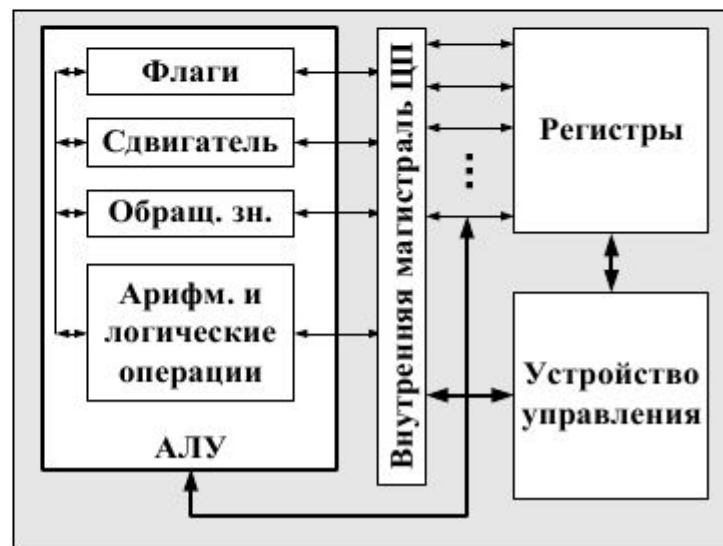 Флаги
Сдвигатель
Обращ. зн.
Арифм. и
логические
операции
АЛУ
Внутренняя магистраль ЦП
...
Регистры
Устройство
управления